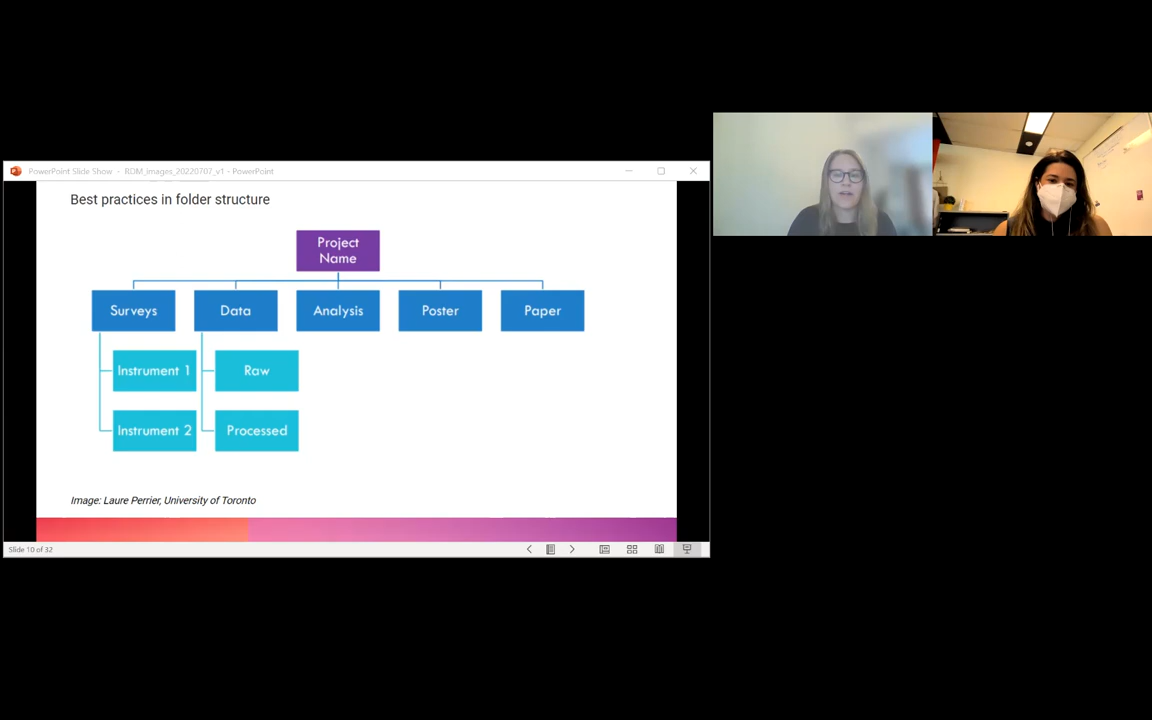 PowerPoint Slide Show - RDM_Images_20220707_v1 - PowerPoint
Best practices in folder structure
Project
Name
Surveys
Data
Analysis
Poster
Paper
Instrument 1
Raw
Instrument 2
Processed
Image: Laure Perrier, University of Toronto
Slide 10 of 32